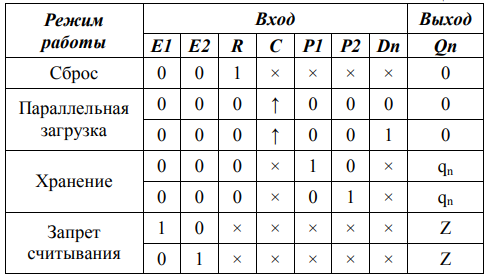 Режим работы Вход Выход
E1 E2 R C P1 P2 Dn Qn
Сброс 0 0 1 × × × × 0
Параллельная загрузка 0 0 0 ↑ 0 0 0 0
0 0 0 ↑ 0 0 1 0
Хранение 0 0 0 × 1 0 × qn
0 0 0 × 0 1 × qn
Запрет считывания 1 0 × × × × × Z
0 1 × × × × × Z